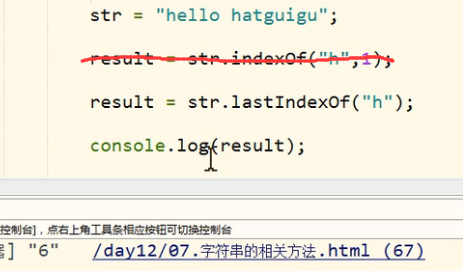 str = "hello hatguigu";
result = str.indexOf("h",1);
result = str.lastIndexOf("h");
console.log(result);
控制台], 点右上角工具条相应按钮可切换控制台
器] "6" /day12/07.字符串的相关方法.html (67)